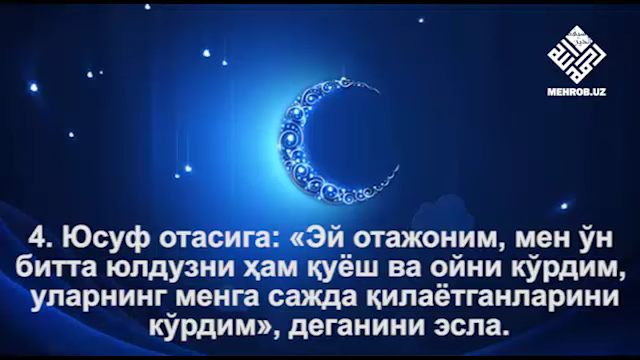 MEHROB.UZ
4. Юсуф отасига: «Эй отажоним, мен ўн
битта юлдузни ҳам қуёш ва ойни кўрдим,
уларнинг менга сажда қилаётганларини
кўрдим», деганини эсла.